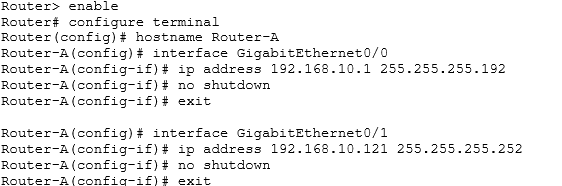 Router> enable
Router# configure terminal
Router(config)# hostname Router-A
Router-A(config)# interface GigabitEthernet0/0
Router-A(config-if)# ip address 192.168.10.1 255.255.255.192
Router-A(config-if)# no shutdown
Router-A(config-if)# exit
Router-A(config)# interface GigabitEthernet0/1
Router-A(config-if)# ip address 192.168.10.121 255.255.255.252
Router-A(config-if)# no shutdown
Router-A(config-if)# exit